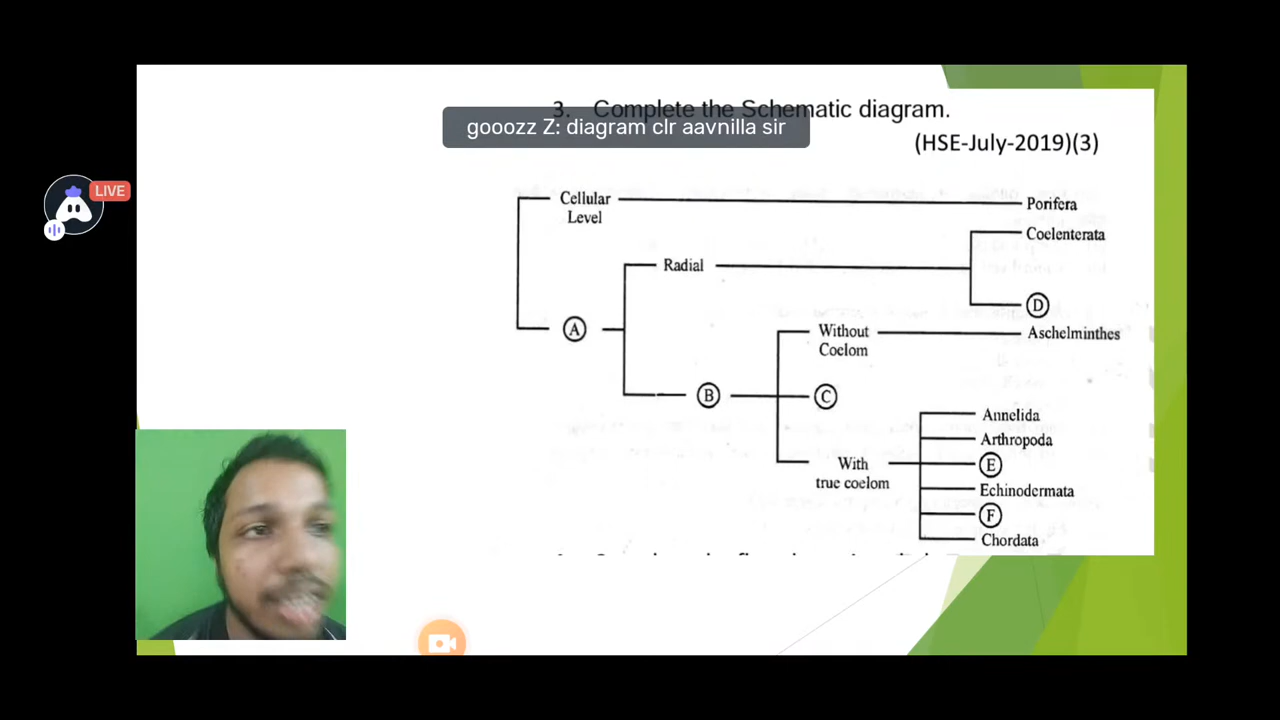 3. Complete the Schematic diagram.
gooozz Z: diagram clr aavnilla sir
(HSE-July-2019)(3)
LIVE
Cellular
Level
Porifera
Coelenterata
Radial
D
A
Without
Coelom
Aschelminthes
B
C
Annelida
Arthropoda
With
true coelom
E
Echinodermata
F
Chordata